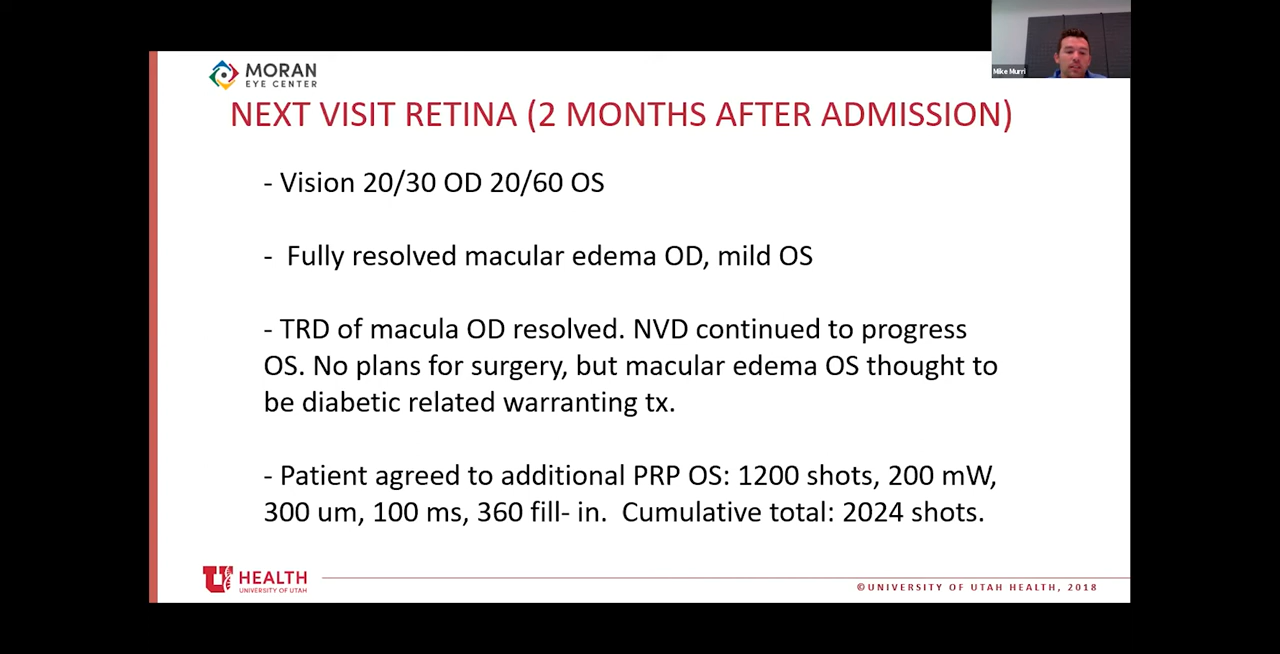 MORAN
EYE CENTER
Mike Murri
NEXT VISIT RETINA (2 MONTHS AFTER ADMISSION)
- Vision 20/30 OD 20/60 OS
- Fully resolved macular edema OD, mild OS
- TRD of macula OD resolved. NVD continued to progress
OS. No plans for surgery, but macular edema OS thought to
be diabetic related warranting tx.
- Patient agreed to additional PRP OS: 1200 shots, 200 mW,
300 um, 100 ms, 360 fill- in. Cumulative total: 2024 shots.
U HEALTH
UNIVERSITY OF UTAH
©UNIVERSITY OF UTAH HEALTH, 2018